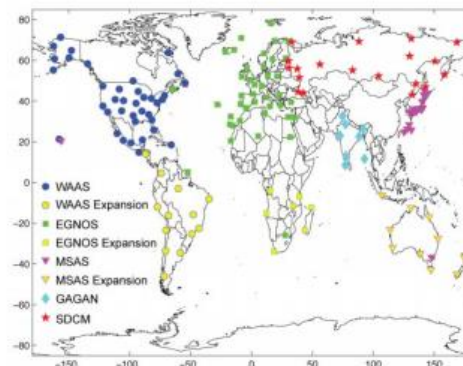 80
60
40
20
0
−20
−40
−60
−80
WAAS
WAAS Expansion
EGNOS
EGNOS Expansion
MSAS
MSAS Expansion
GAGAN
SDCM
−150 −100 −50 0 50 100 150